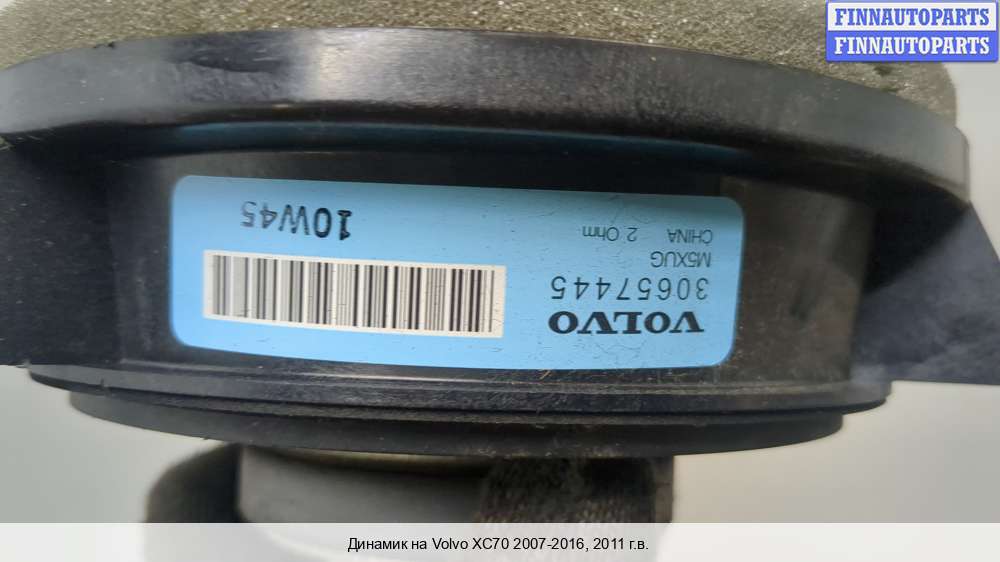 FINNAUTOPARTS
FINNAUTOPARTS
VOLVO
30657445
M5XUG
CHINA 2 Ohm
10W45
Динамик на Volvo XC70 2007-2016, 2011 г.в.